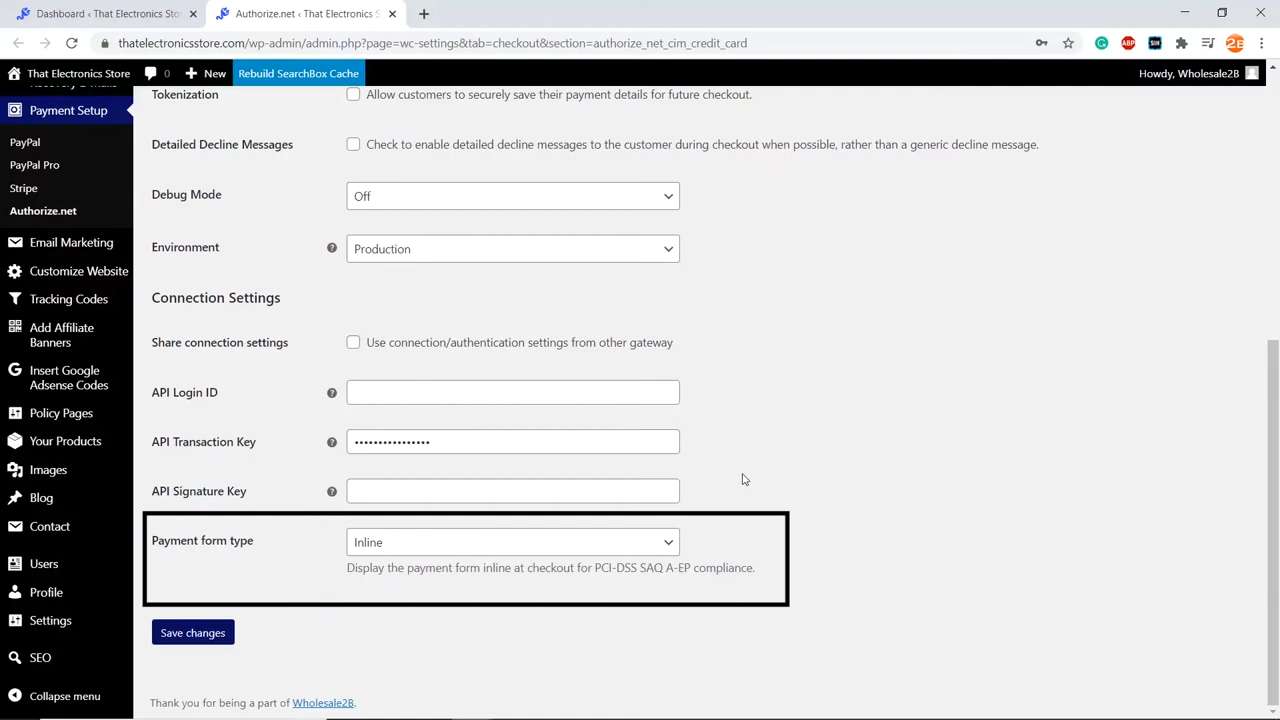 Dashboard ‹ That Electronics St
Authorize.net ‹ That Electronics S
thatelectronicsstore.com/wp-admin/admin.php?page=wc-settings&tab=checkout&section=authorize_net_cim_credit_card
ABP
2B
That Electronics Store
0
New
Rebuild SearchBox Cache
Howdy, Wholesale2B
Payment Setup
PayPal
PayPal Pro
Stripe
Authorize.net
Email Marketing
Customize Website
Tracking Codes
Add Affiliate
Banners
Insert Google
Adsense Codes
Policy Pages
Your Products
Images
Blog
Contact
Users
Profile
Settings
SEO
Collapse menu
Tokenization
Allow customers to securely save their payment details for future checkout.
Detailed Decline Messages
Check to enable detailed decline messages to the customer during checkout when possible, rather than a generic decline message.
Debug Mode
Off
Environment
Production
Connection Settings
Share connection settings
Use connection/authentication settings from other gateway
API Login ID
API Transaction Key
••••••••••••••••
API Signature Key
Payment form type
Inline
Display the payment form inline at checkout for PCI-DSS SAQ A-EP compliance.
Save changes
Thank you for being a part of Wholesale2B.